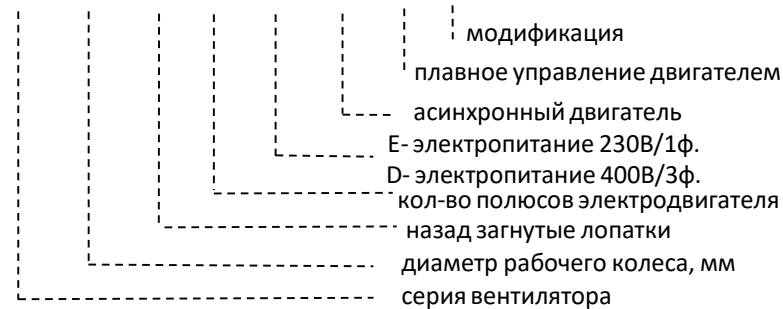 модификация
плавное управление двигателем
асинхронный двигатель
E- электропитание 230В/1ф.
D- электропитание 400В/3ф.
кол-во полюсов электродвигателя
назад загнутые лопатки
диаметр рабочего колеса, мм
серия вентилятора